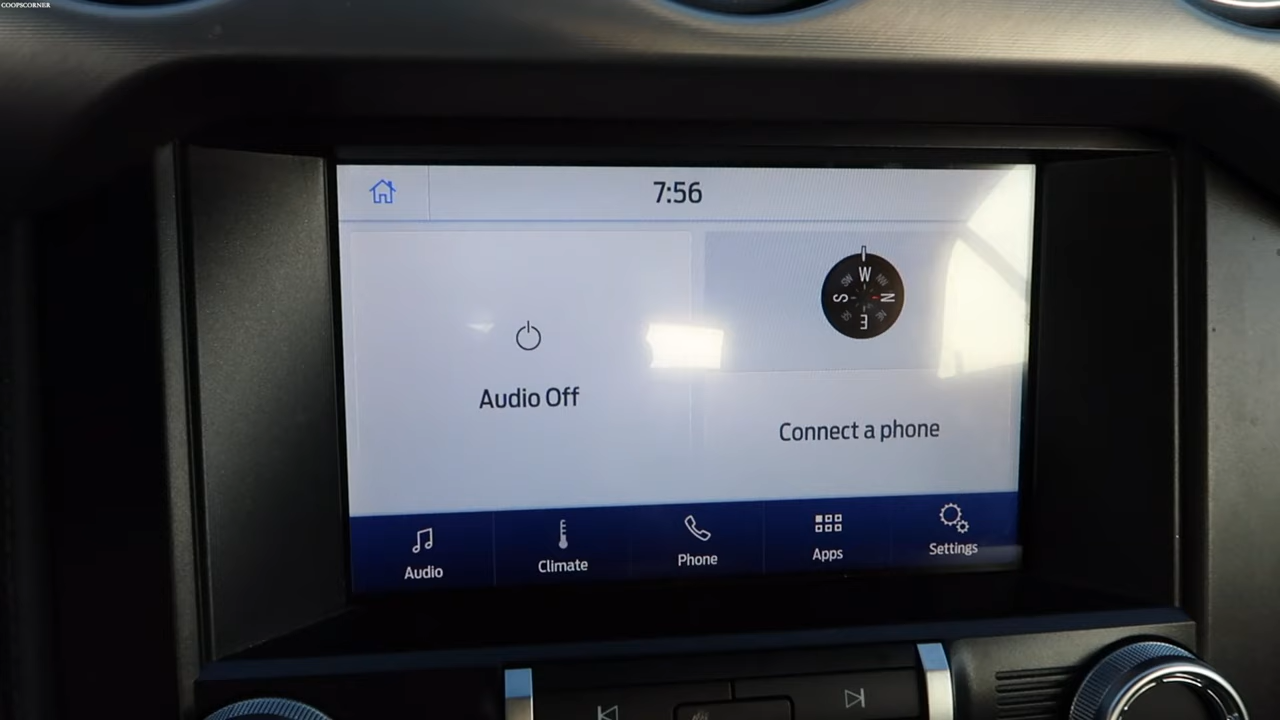 COOPSCORNER
7:56
W
S
N
E
Audio Off
Connect a phone
Audio
Climate
Phone
Apps
Settings